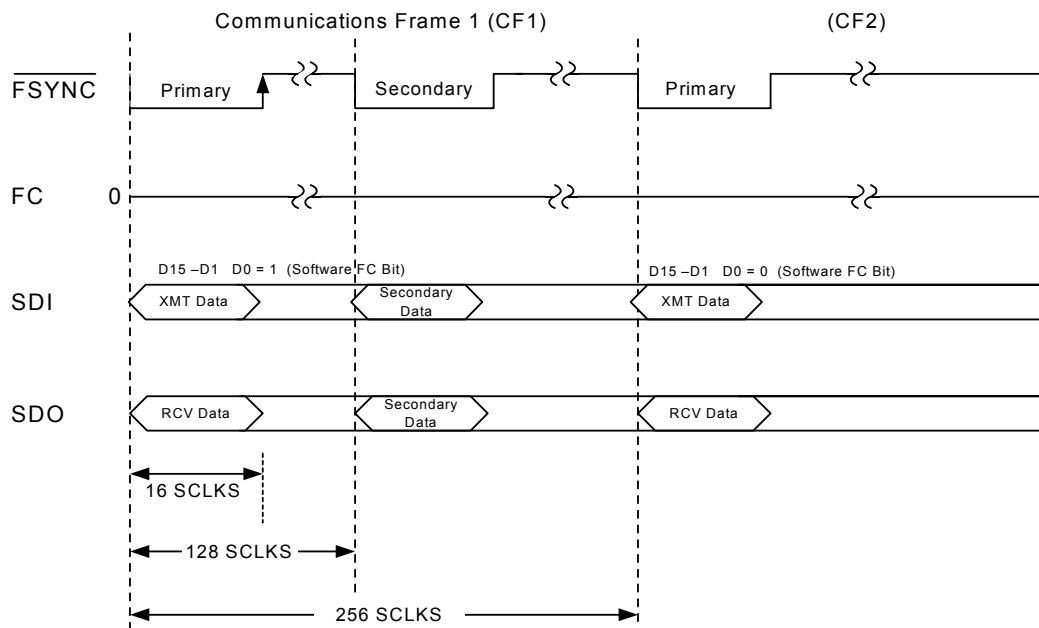 Communications Frame 1 (CF1) (CF2)
FSYNC Primary Secondary Primary
FC 0
D15 –D1 D0 = 1 (Software FC Bit) D15 –D1 D0 = 0 (Software FC Bit)
SDI XMT Data Secondary Data XMT Data
SDO RCV Data Secondary Data RCV Data
16 SCLKS
128 SCLKS
256 SCLKS